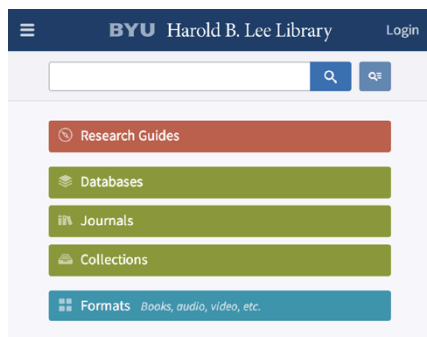 BYU Harold B. Lee Library Login
Research Guides
Databases
Journals
Collections
Formats Books, audio, video, etc.